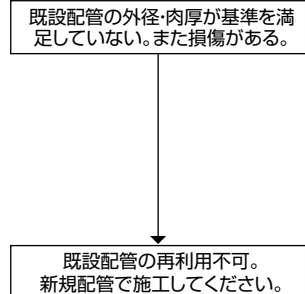 既設配管の外径・肉厚が基準を満
足していない。また損傷がある。
既設配管の再利用不可。
新規配管で施工してください。